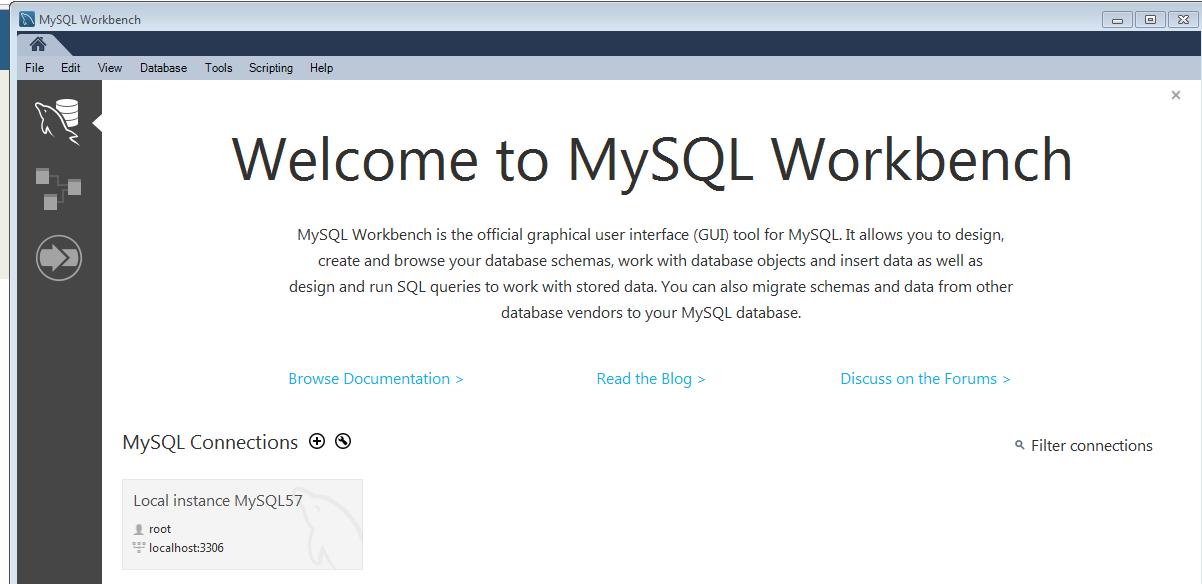 MySQL Workbench
File Edit View Database Tools Scripting Help
Welcome to MySQL Workbench
MySQL Workbench is the official graphical user interface (GUI) tool for MySQL. It allows you to design,
create and browse your database schemas, work with database objects and insert data as well as
design and run SQL queries to work with stored data. You can also migrate schemas and data from other
database vendors to your MySQL database.
Browse Documentation > Read the Blog > Discuss on the Forums >
MySQL Connections Filter connections
Local instance MySQL57
root
localhost:3306